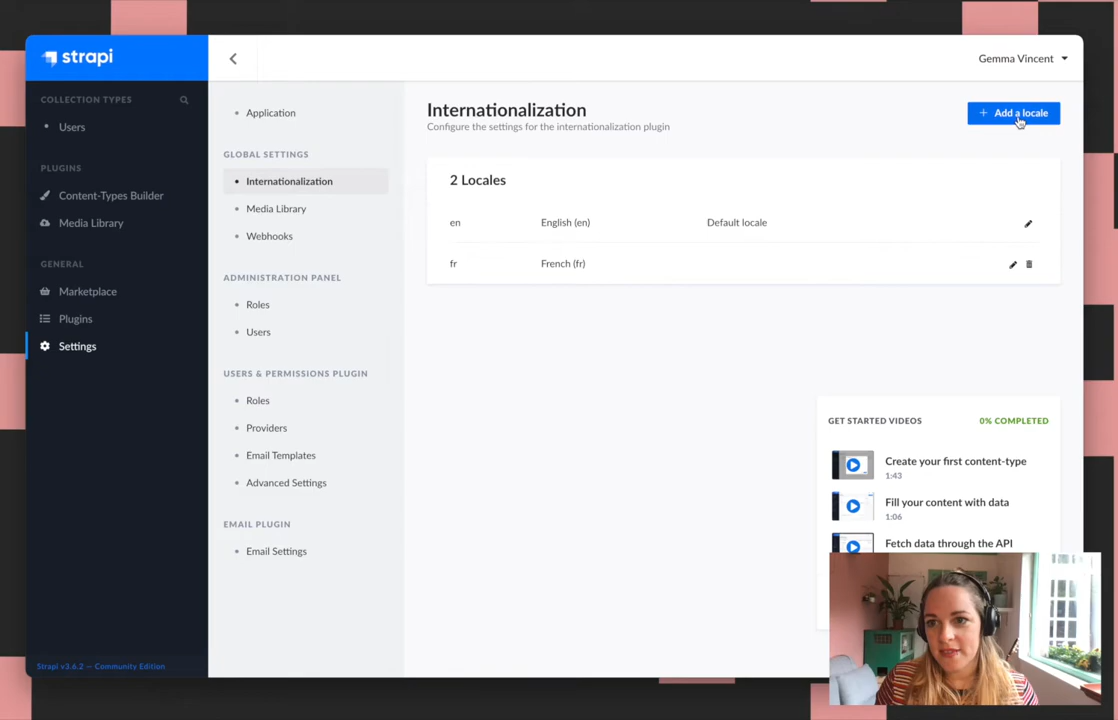 strapi
Gemma Vincent
COLLECTION TYPES
Users
PLUGINS
Content-Types Builder
Media Library
GENERAL
Marketplace
Plugins
Settings
Strapi v3.6.2 — Community Edition
Application
GLOBAL SETTINGS
Internationalization
Media Library
Webhooks
ADMINISTRATION PANEL
Roles
Users
USERS & PERMISSIONS PLUGIN
Roles
Providers
Email Templates
Advanced Settings
EMAIL PLUGIN
Email Settings
Internationalization
Configure the settings for the internationalization plugin
+ Add a locale
2 Locales
en English (en) Default locale
fr French (fr)
GET STARTED VIDEOS 0% COMPLETED
Create your first content-type
1:43
Fill your content with data
1:06
Fetch data through the API